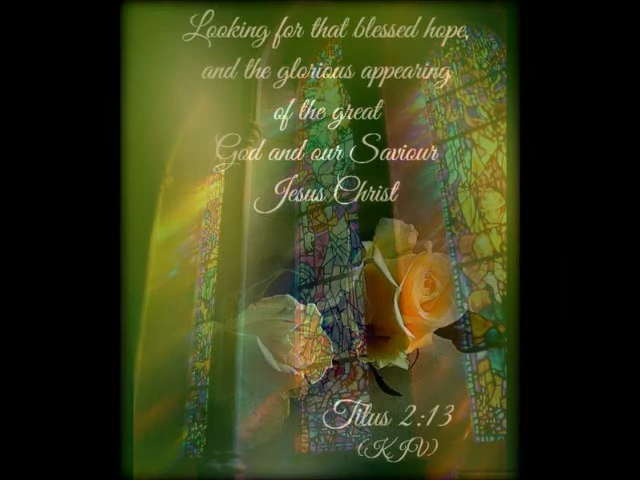 Looking for that blessed hope,
and the glorious appearing
of the great
God and our Saviour
Jesus Christ
Titus 2:13
(KJV)